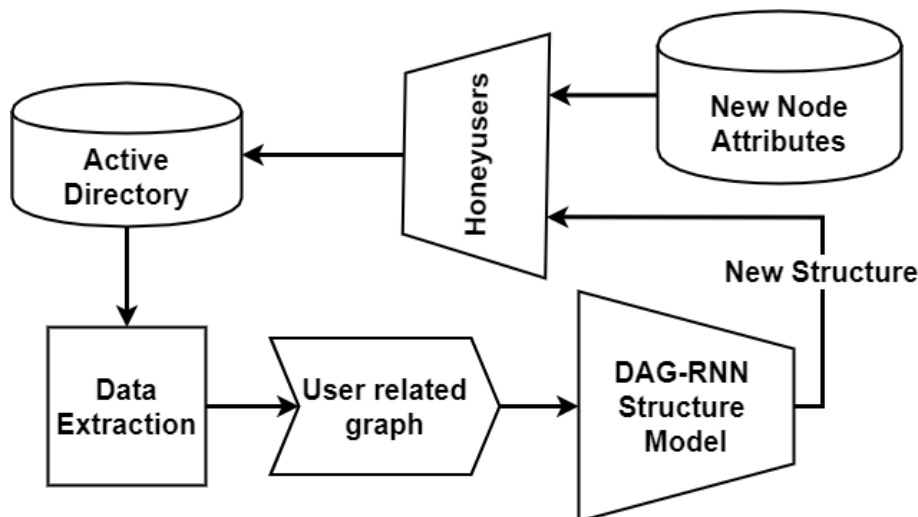 New Node
Attributes
Honeyusers
Active
Directory
New Structure
Data
Extraction
User related
graph
DAG-RNN
Structure
Model